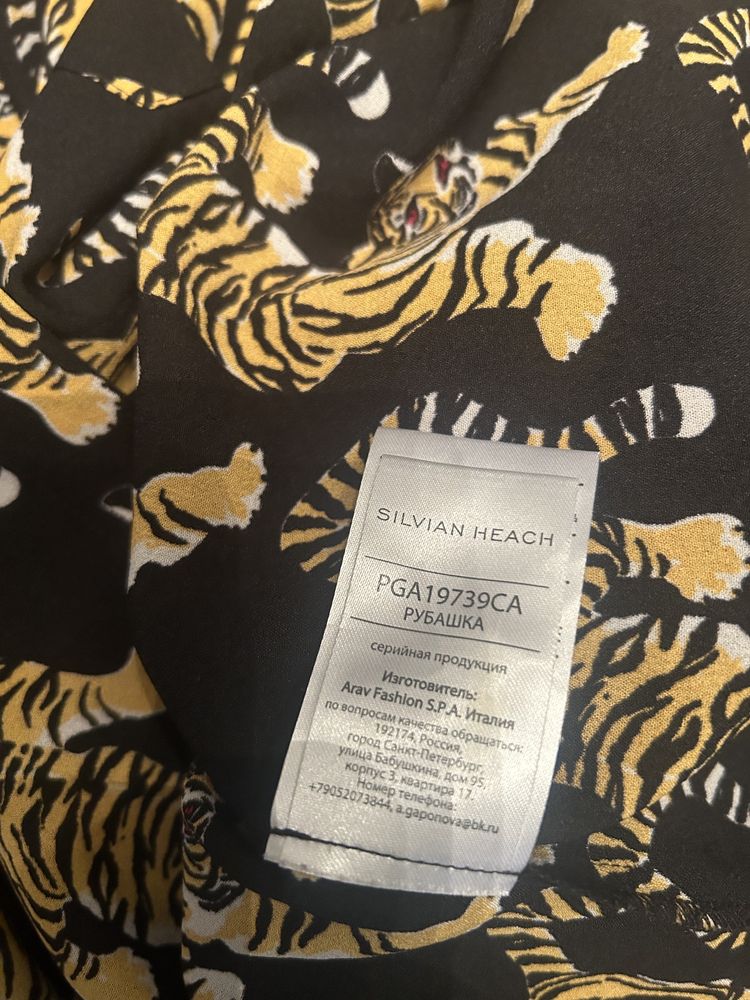 SILVIAN HEACH
PGA19739CA
РУБАШКА
серийная продукция
Изготовитель:
Arav Fashion S.P.A. Италия
по вопросам качества обращаться:
192174, Россия,
город Санкт-Петербург,
улица Бабушкина, дом 95,
корпус 3, квартира 17.
Номер телефона:
+79052073844, a.gaponova@bk.ru